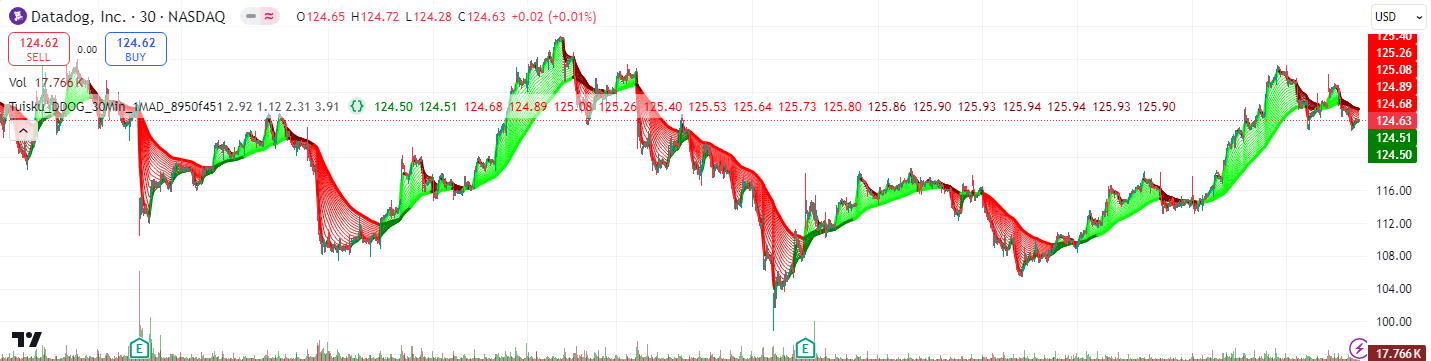 Datadog, Inc. · 30 · NASDAQ O124.65 H124.72 L124.28 C124.63 +0.02 (+0.01%)
USD
124.62
SELL
0.00
124.62
BUY
Vol 17.766 K
Tuisku_DDOG_30Min_1MAD_8950f451 2.92 1.12 2.31 3.91 124.50 124.51 124.68 124.89 125.08 125.26 125.40 125.53 125.64 125.73 125.80 125.86 125.90 125.93 125.94 125.94 125.93 125.90
125.40
125.26
125.08
124.89
124.68
124.63
124.51
124.50
116.00
112.00
108.00
104.00
100.00
17.766 K
E
E